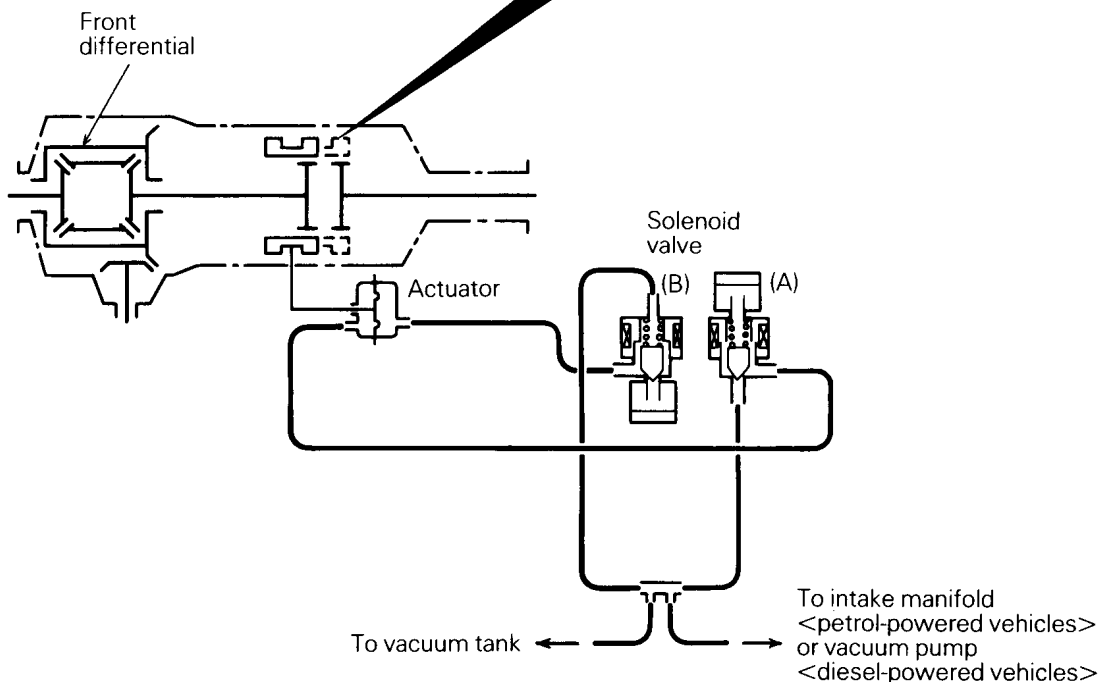 Front
differential
Solenoid
valve
(B)
(A)
Actuator
To vacuum tank
To intake manifold
<petrol-powered vehicles>
or vacuum pump
<diesel-powered vehicles>